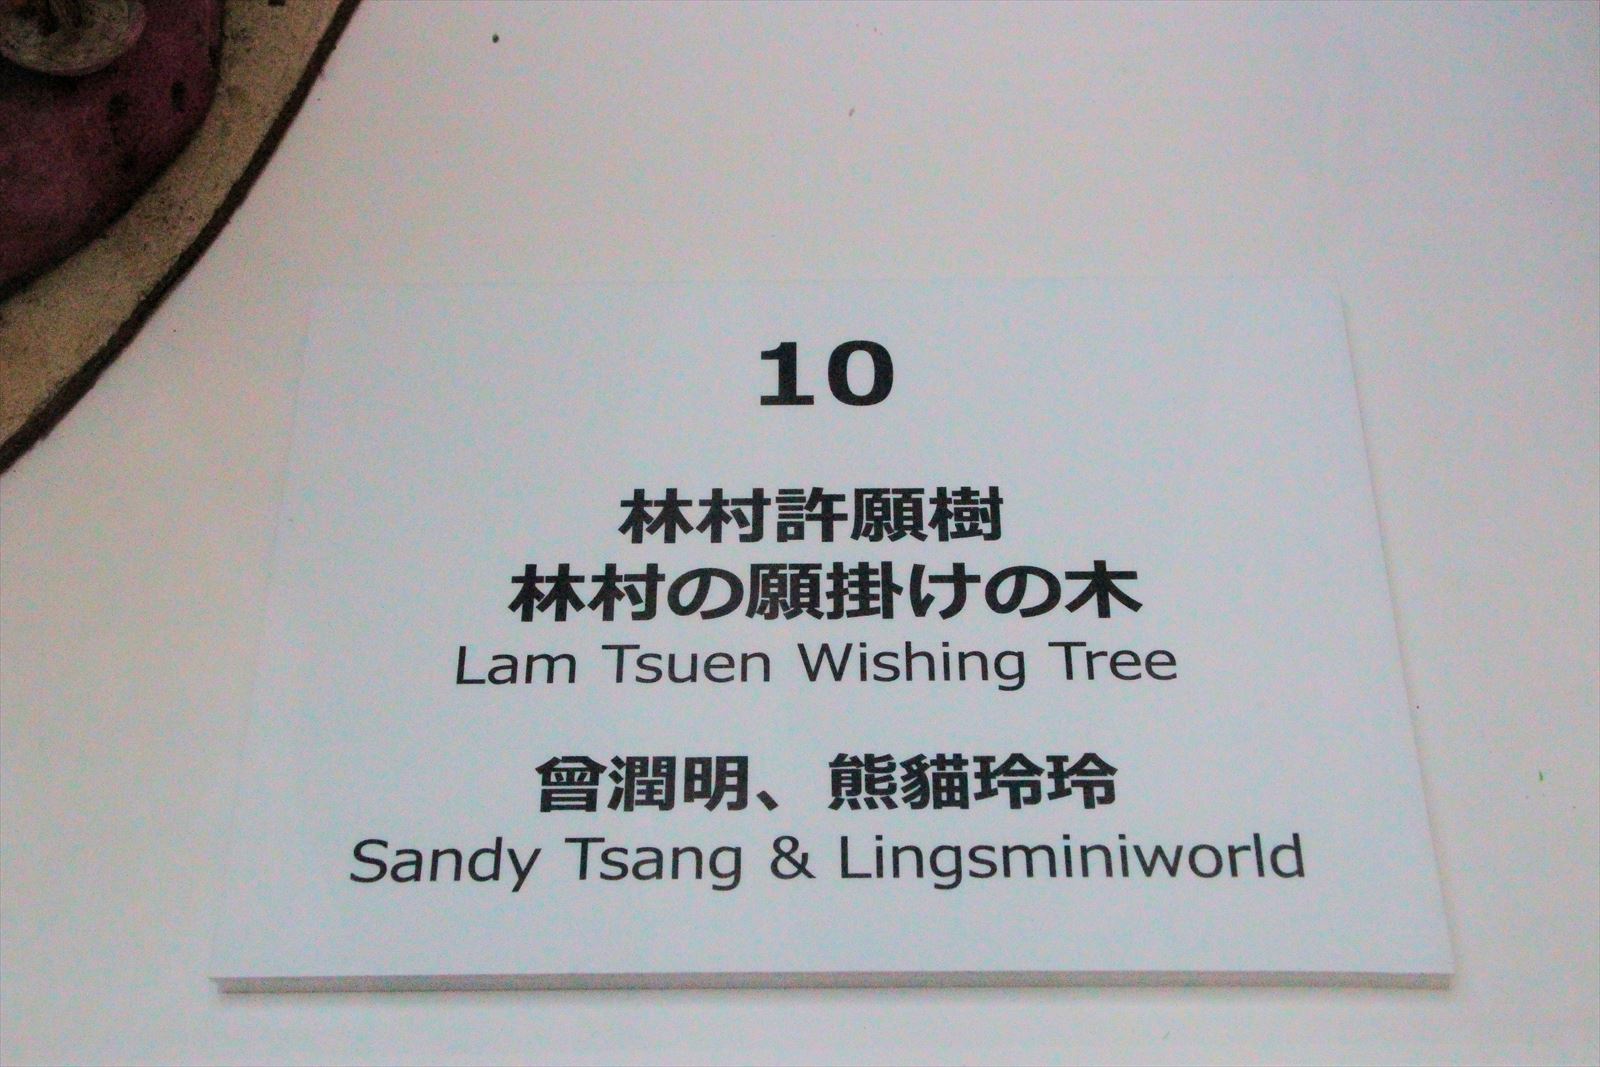 10
林村許願樹
林村の願掛けの木
Lam Tsuen Wishing Tree
曾潤明、熊貓玲玲
Sandy Tsang & Lingsminiworld